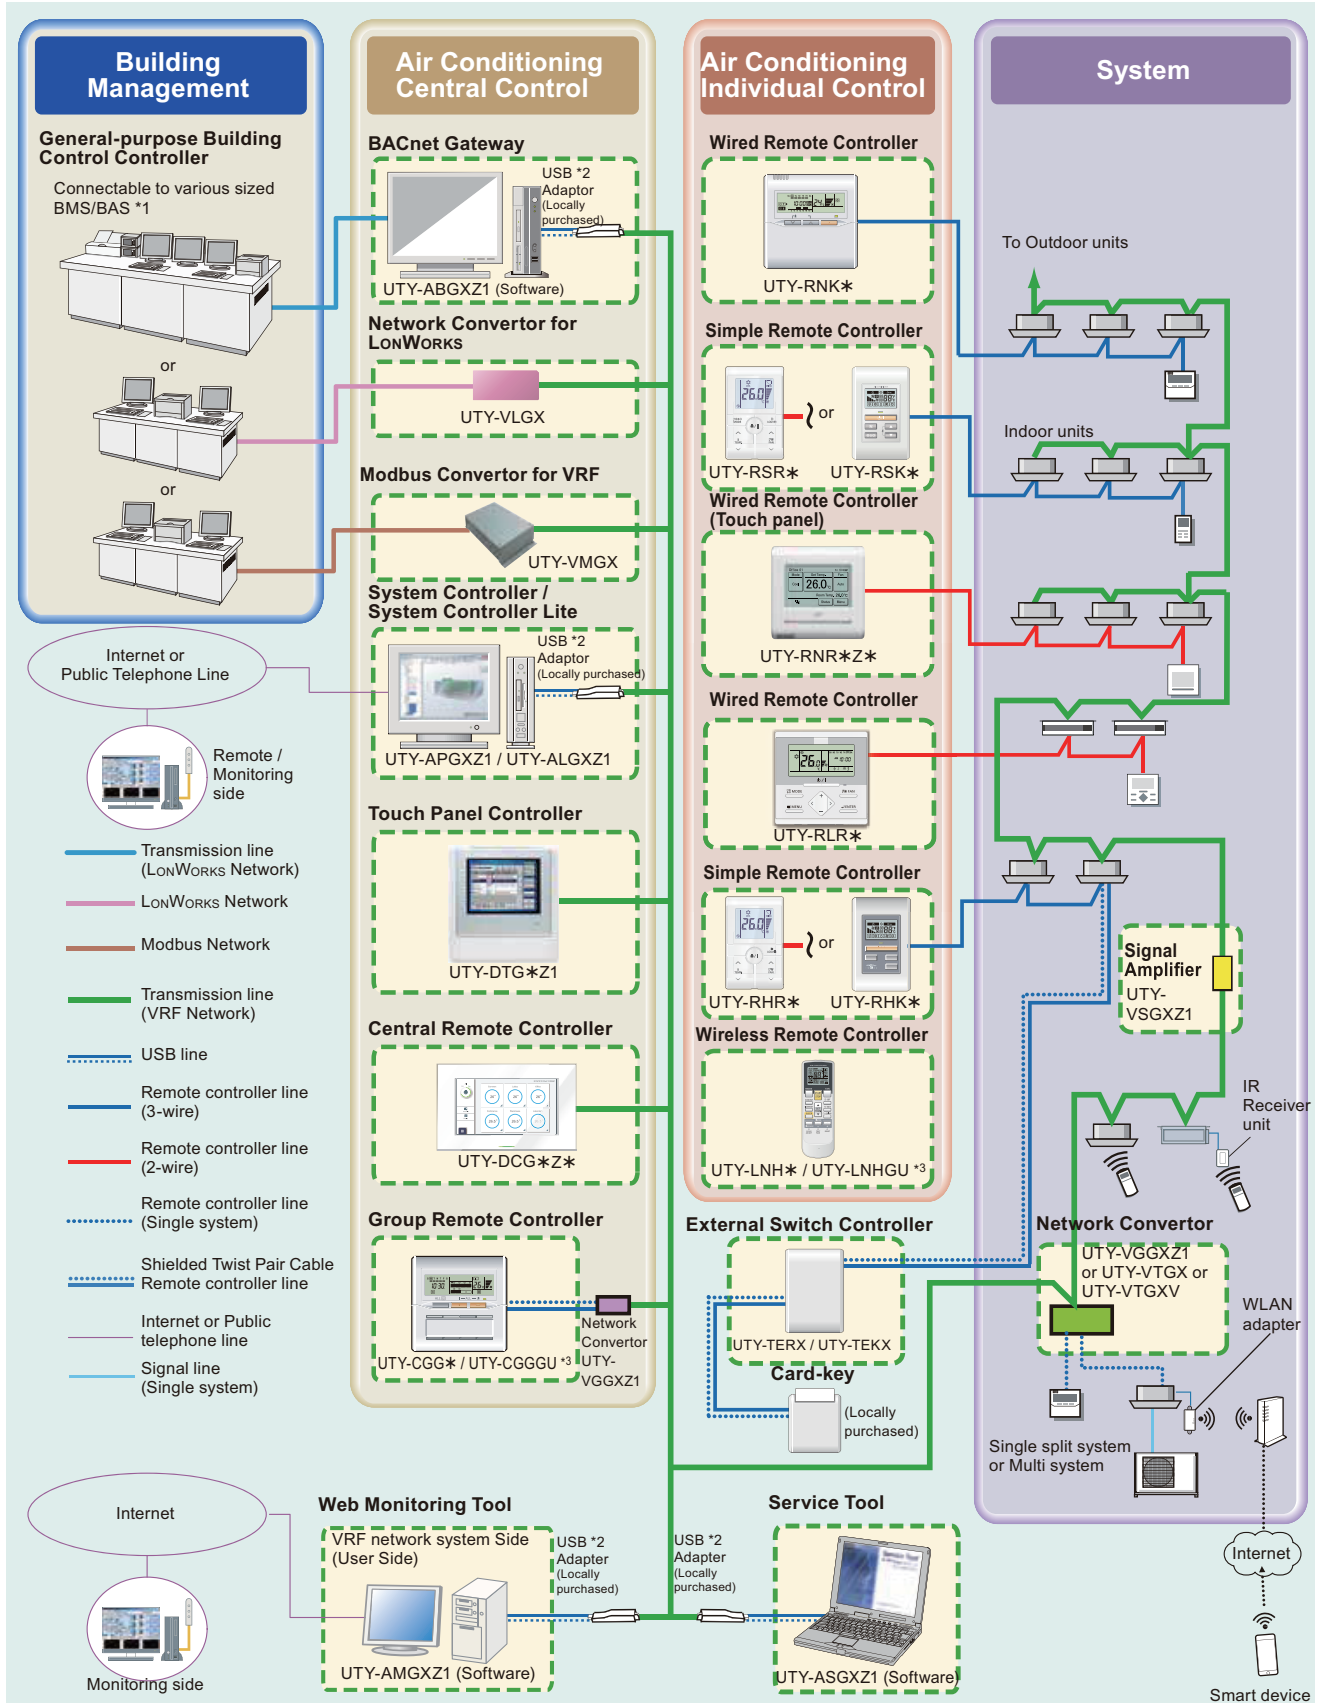 Building
Management
General-purpose Building
Control Controller
Connectable to various sized
BMS/BAS *1
or
or
Internet or
Public Telephone Line
Remote /
Monitoring
side
Transmission line
(LONWORKS Network)
LONWORKS Network
Modbus Network
Transmission line
(VRF Network)
USB line
Remote controller line
(3-wire)
Remote controller line
(2-wire)
Remote controller line
(Single system)
Shielded Twist Pair Cable
Remote controller line
Internet or Public
telephone line
Signal line
(Single system)
Internet
Monitoring side
Air Conditioning
Central Control
BACnet Gateway
USB *2
Adaptor
(Locally
purchased)
UTY-ABGXZ1 (Software)
Network Convertor for
LONWORKS
UTY-VLGX
Modbus Convertor for VRF
UTY-VMGX
System Controller /
System Controller Lite
USB *2
Adaptor
(Locally purchased)
UTY-APGXZ1 / UTY-ALGXZ1
Touch Panel Controller
UTY-DTG*Z1
Central Remote Controller
UTY-DCG*Z*
Group Remote Controller
Network
Convertor
UTY-
VGGXZ1
UTY-CGG* / UTY-CGGGU *3
Web Monitoring Tool
VRF network system Side
(User Side)
USB *2
Adapter
(Locally
purchased)
UTY-AMGXZ1 (Software)
Air Conditioning
Individual Control
Wired Remote Controller
UTY-RNK*
Simple Remote Controller
26.0
or
UTY-RSR*
UTY-RSK*
Wired Remote Controller
(Touch panel)
26.0
UTY-RNR*Z*
Wired Remote Controller
26.0
UTY-RLR*
Simple Remote Controller
26.0
or
UTY-RHR*
UTY-RHK*
Wireless Remote Controller
UTY-LNH* / UTY-LNHGU *3
External Switch Controller
UTY-TERX / UTY-TEKX
Card-key
(Locally
purchased)
Service Tool
USB *2
Adapter
(Locally
purchased)
UTY-ASGXZ1 (Software)
System
To Outdoor units
Indoor units
Signal
Amplifier
UTY-
VSGXZ1
IR
Receiver
unit
Network Convertor
UTY-VGGXZ1
or UTY-VTGX or
UTY-VTGXV
WLAN
adapter
Single split system
or Multi system
Internet
Smart device